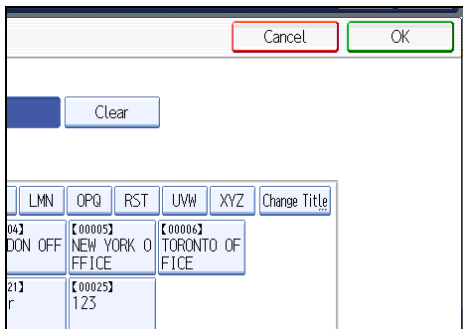 Cancel
OK
Clear
LMN
OPQ
RST
UVW
XYZ
Change Title
04】
【00005】
【00006】
DON OFF
NEW YORK O
TORONTO OF
FFICE
FICE
21】
【00025】
r
123